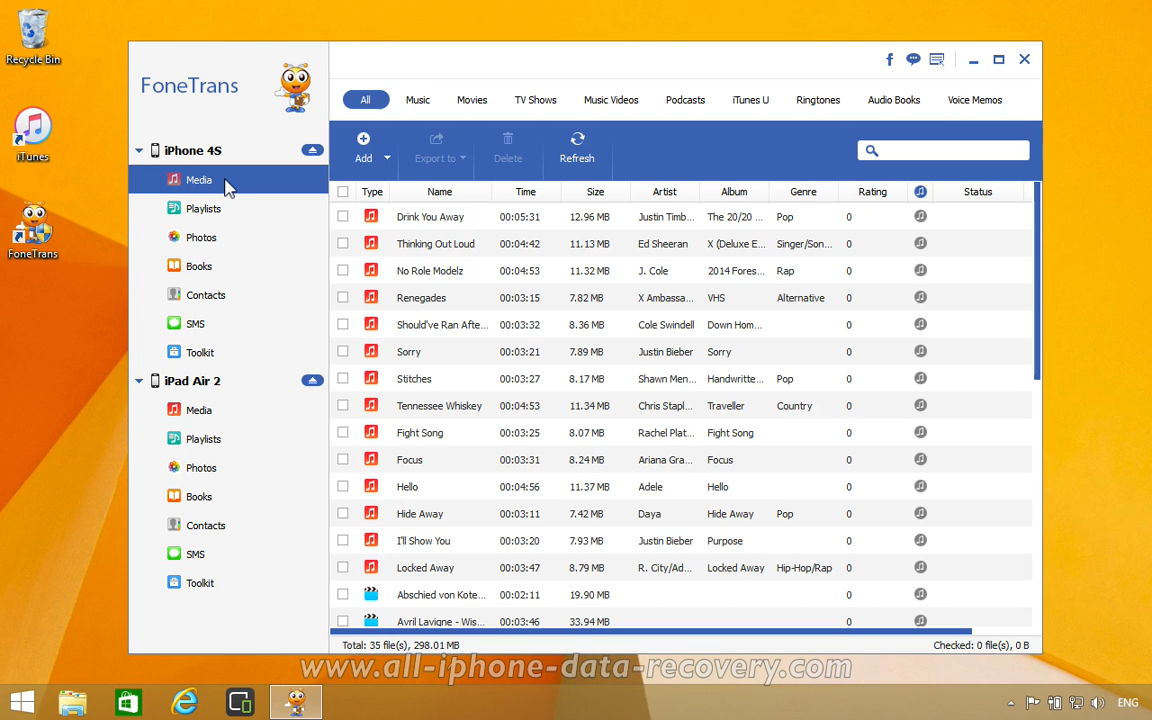 Recycle Bin
iTunes
FoneTrans
FoneTrans
iPhone 4S
Media
Playlists
Photos
Books
Contacts
SMS
Toolkit
iPad Air 2
Media
Playlists
Photos
Books
Contacts
SMS
Toolkit
All Music Movies TV Shows Music Videos Podcasts iTunes U Ringtones Audio Books Voice Memos
Add Export to Delete Refresh
Type Name Time Size Artist Album Genre Rating Status
Drink You Away 00:05:31 12.96 MB Justin Timb... The 20/20 ... Pop 0
Thinking Out Loud 00:04:42 11.13 MB Ed Sheeran X (Deluxe E... Singer/Son... 0
No Role Modelz 00:04:53 11.32 MB J. Cole 2014 Fores... Rap 0
Renegades 00:03:15 7.82 MB X Ambassa... VHS Alternative 0
Should've Ran Afte... 00:03:32 8.36 MB Cole Swindell Down Hom... 0
Sorry 00:03:21 7.89 MB Justin Bieber Sorry 0
Stitches 00:03:27 8.17 MB Shawn Men... Handwritte... Pop 0
Tennessee Whiskey 00:04:53 11.34 MB Chris Stapl... Traveller Country 0
Fight Song 00:03:25 8.07 MB Rachel Plat... Fight Song 0
Focus 00:03:31 8.24 MB Ariana Gra... Focus 0
Hello 00:04:56 11.37 MB Adele Hello 0
Hide Away 00:03:11 7.42 MB Daya Hide Away Pop 0
I'll Show You 00:03:20 7.93 MB Justin Bieber Purpose 0
Locked Away 00:03:47 8.79 MB R. City/Ad... Locked Away Hip-Hop/Rap 0
Abschied von Kote... 00:02:11 19.90 MB 0
Avril Lavigne - Wis... 00:03:46 33.94 MB 0
Total: 35 file(s), 298.01 MB Checked: 0 file(s), 0 B
www.all-iphone-data-recovery.com
ENG